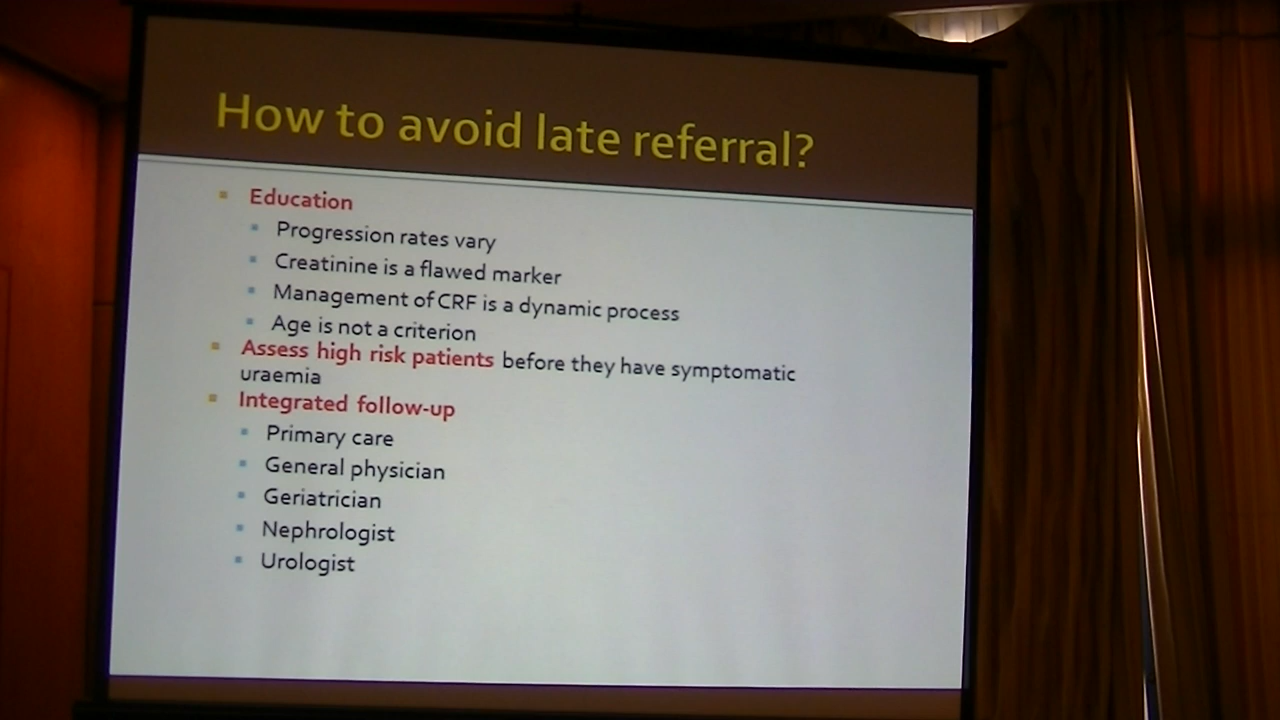 How to avoid late referral?
Education
Progression rates vary
Creatinine is a flawed marker
Management of CRF is a dynamic process
Age is not a criterion
Assess high risk patients before they have symptomatic
uraemia
Integrated follow-up
Primary care
General physician
Geriatrician
Nephrologist
Urologist